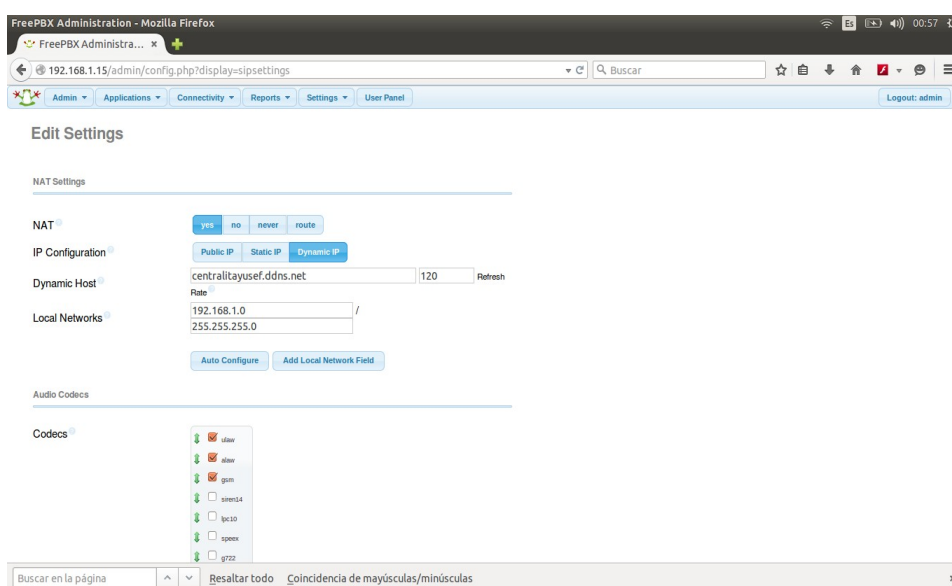 FreePBX Administration - Mozilla Firefox
Es 00:57
FreePBX Administra... ×
192.168.1.15/admin/config.php?display=sipsettings
Buscar
Admin Applications Connectivity Reports Settings User Panel
Logout: admin
Edit Settings
NAT Settings
NAT yes no never route
IP Configuration Public IP Static IP Dynamic IP
Dynamic Host centralitayusef.ddns.net 120 Refresh
Rate
Local Networks 192.168.1.0 /
255.255.255.0
Auto Configure Add Local Network Field
Audio Codecs
Codecs
ulaw
alaw
gsm
siren14
lpc10
speex
g722
Buscar en la página Resaltar todo Coincidencia de mayúsculas/minúsculas